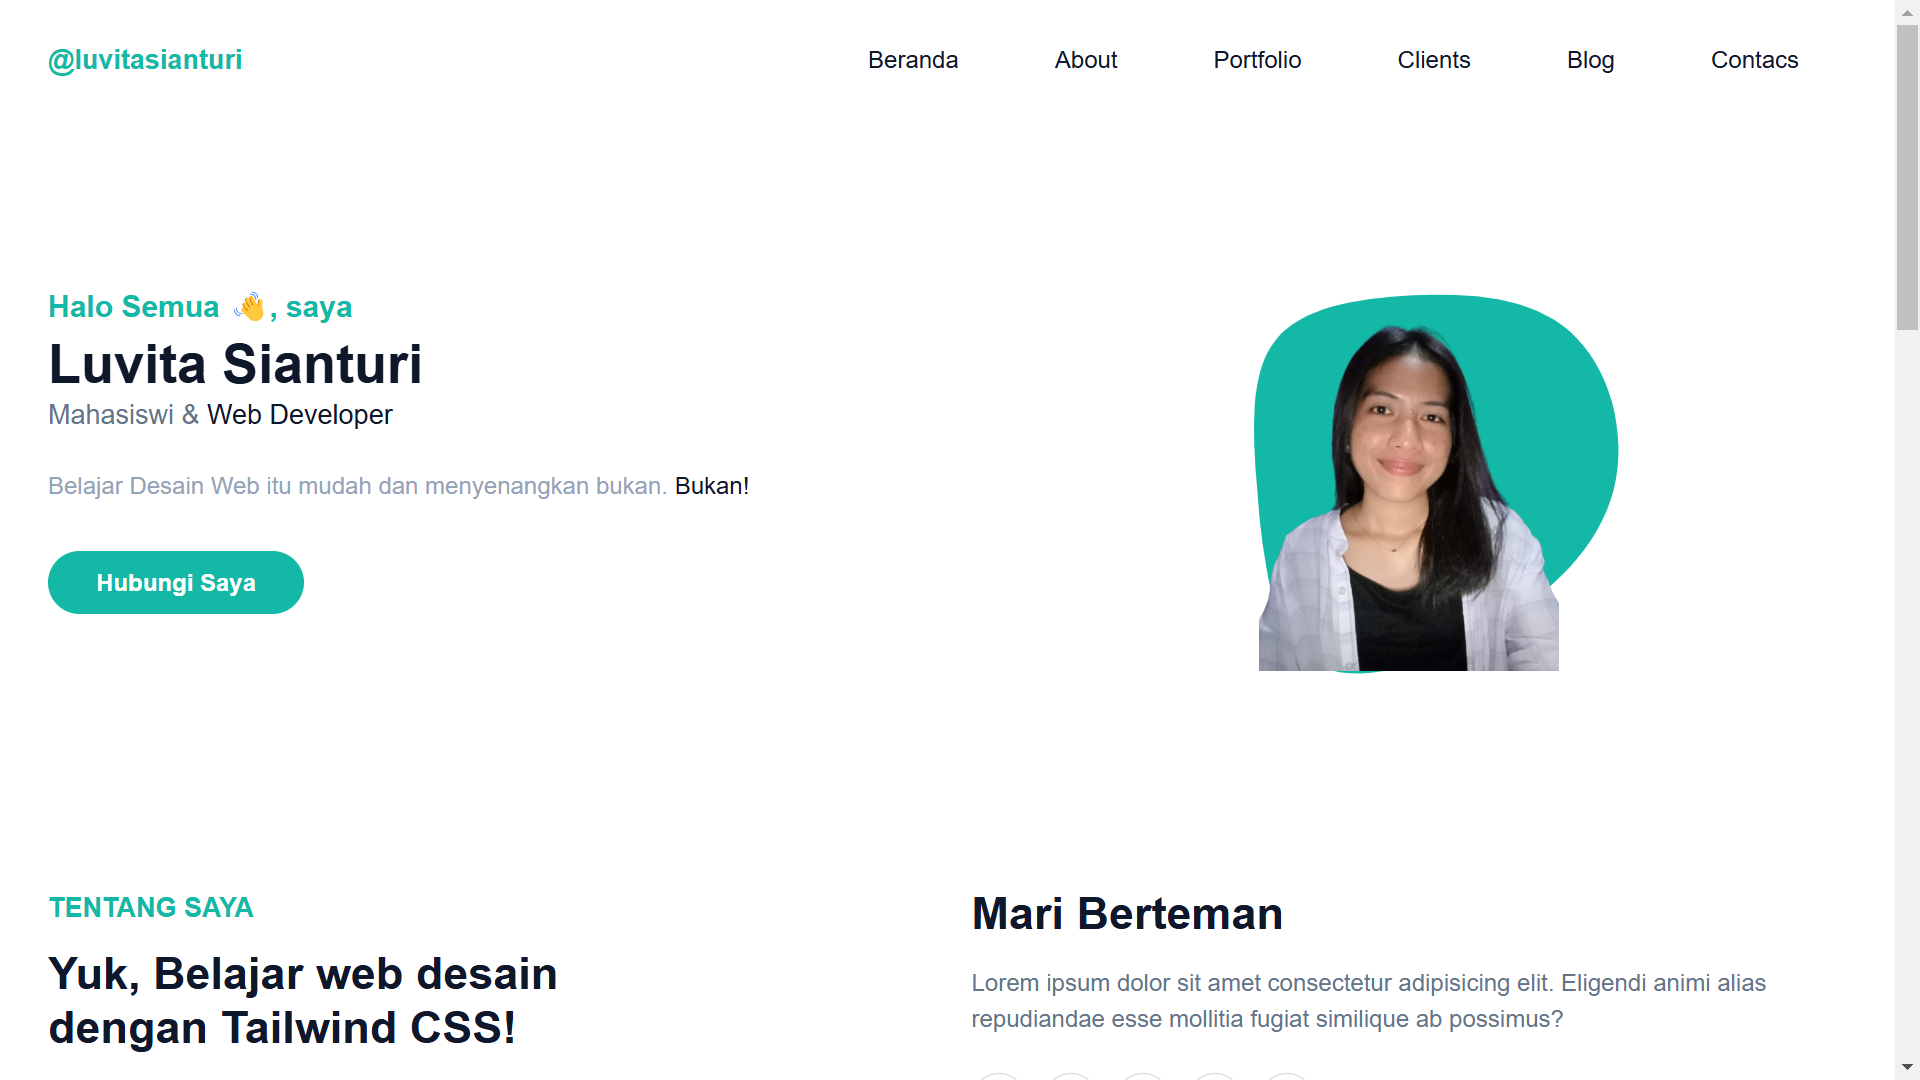 @luvitasianturi
Beranda About Portfolio Clients Blog Contacs
Halo Semua 👋, saya
Luvita Sianturi
Mahasiswi & Web Developer
Belajar Desain Web itu mudah dan menyenangkan bukan. Bukan!
Hubungi Saya
TENTANG SAYA
Yuk, Belajar web desain
dengan Tailwind CSS!
Mari Berteman
Lorem ipsum dolor sit amet consectetur adipisicing elit. Eligendi animi alias
repudiandae esse mollitia fugiat similique ab possimus?